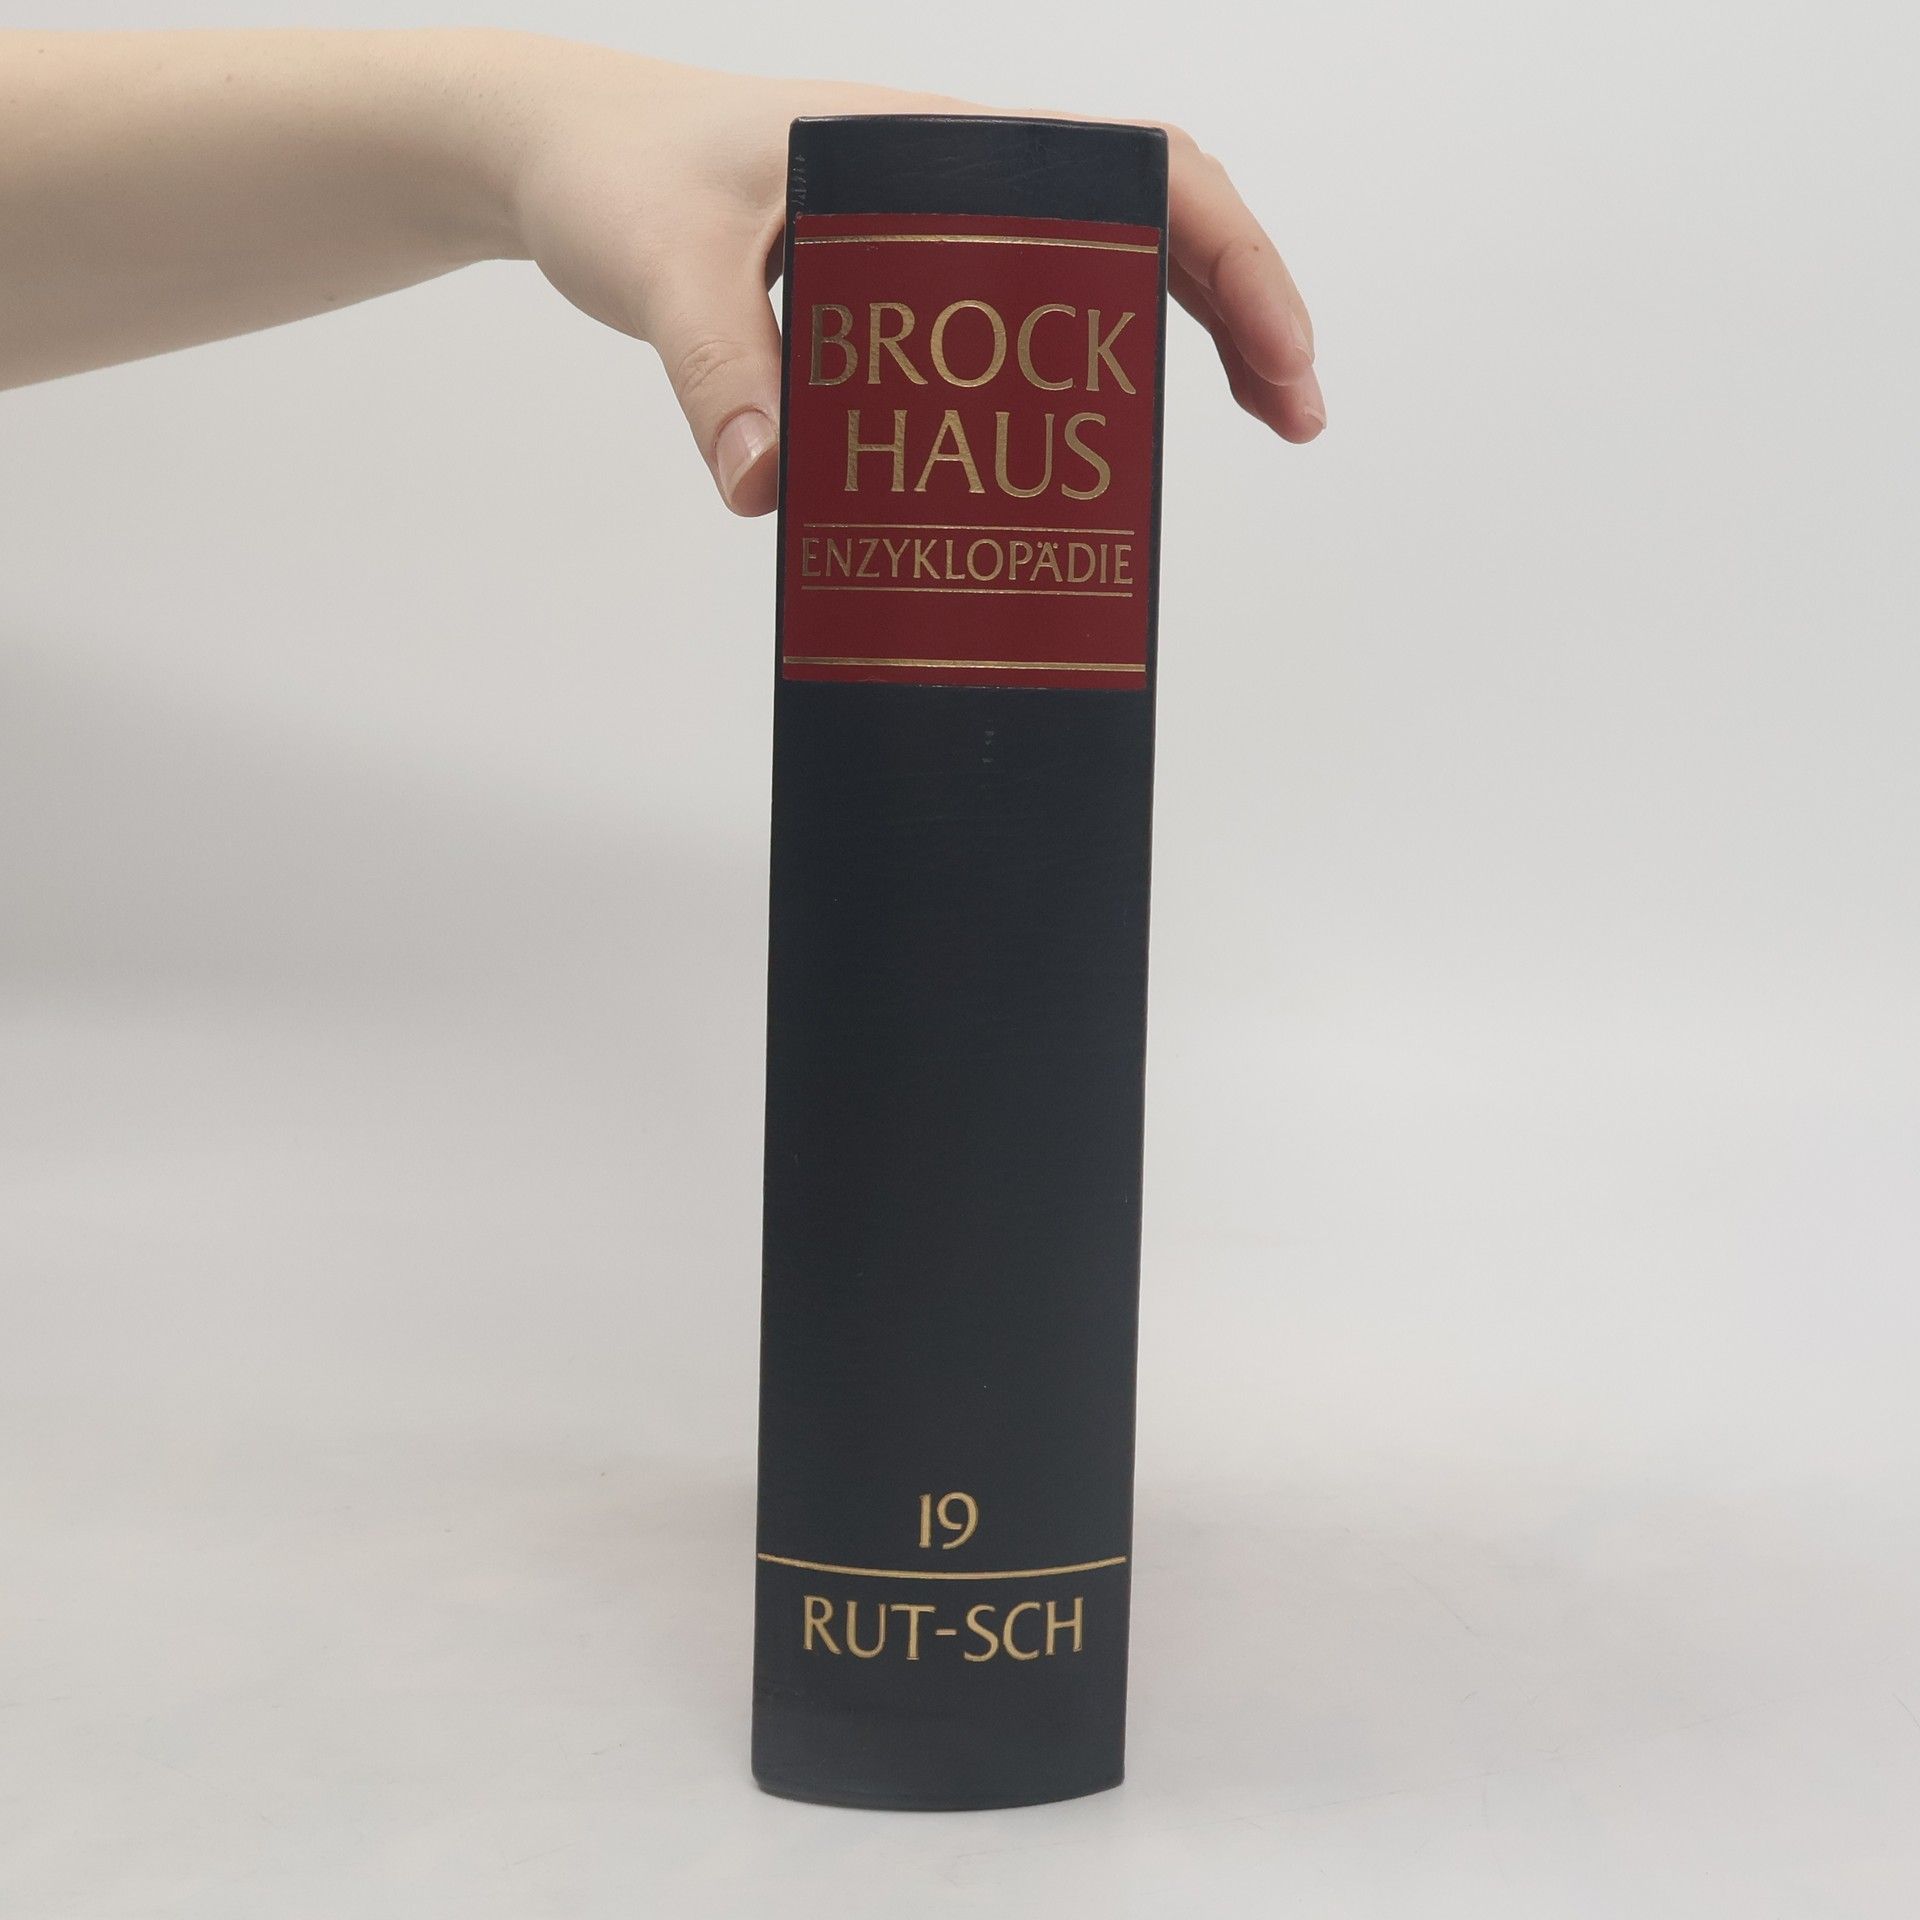 BROCK
HAUS
ENZYKLOPÄDIE
19
RUT-SCH